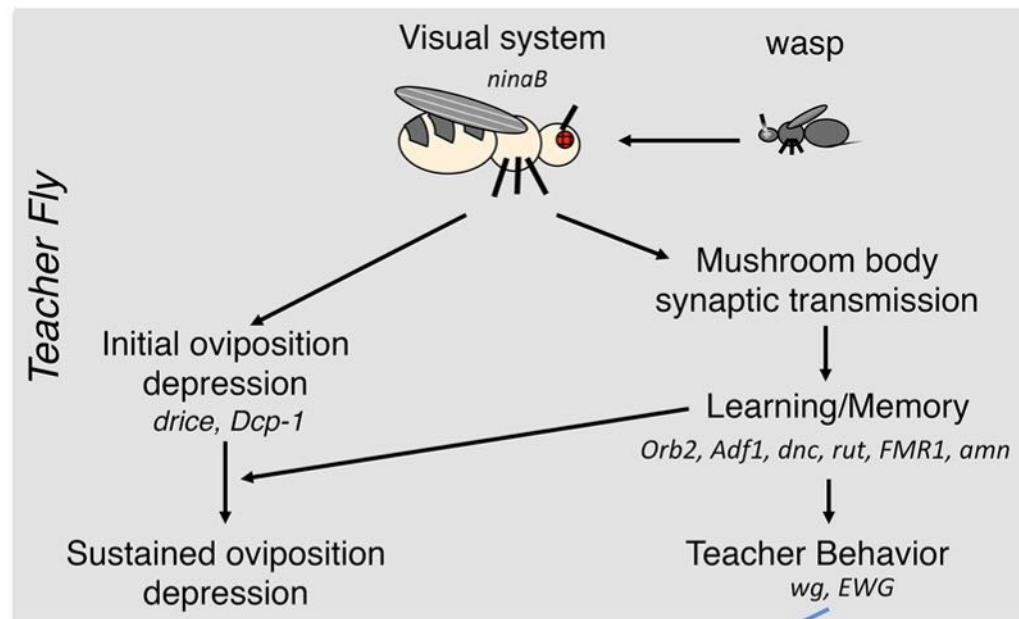 Visual system
ninaB
wasp
Teacher Fly
Mushroom body
synaptic transmission
Initial oviposition
depression
drice, Dcp-1
Learning/Memory
Orb2, Adf1, dnc, rut, FMR1, amn
Sustained oviposition
depression
Teacher Behavior
wg, EWG